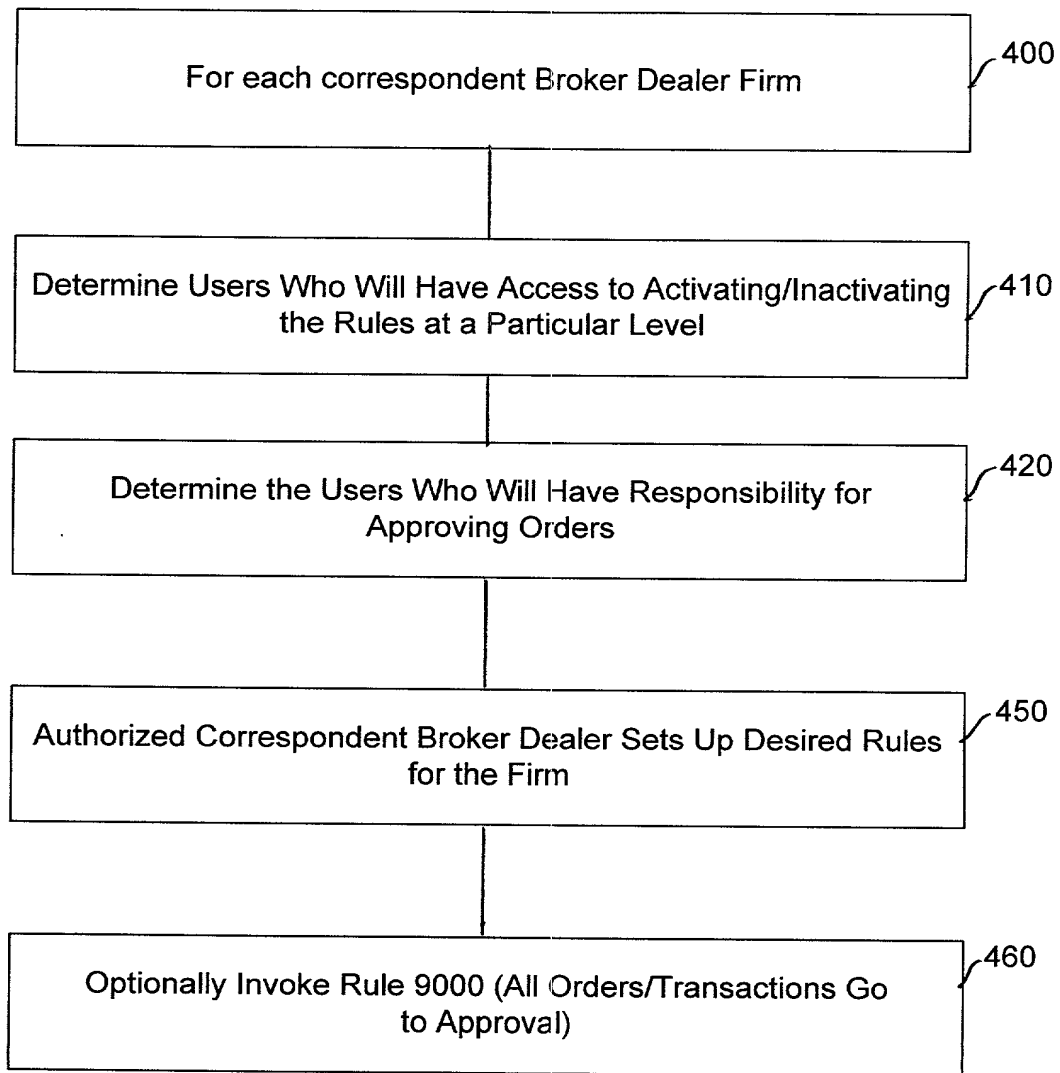 For each correspondent Broker Dealer Firm
400
Determine Users Who Will Have Access to Activating/Inactivating
the Rules at a Particular Level
410
Determine the Users Who Will Have Responsibility for
Approving Orders
420
Authorized Correspondent Broker Dealer Sets Up Desired Rules
for the Firm
450
Optionally Invoke Rule 9000 (All Orders/Transactions Go
to Approval)
460